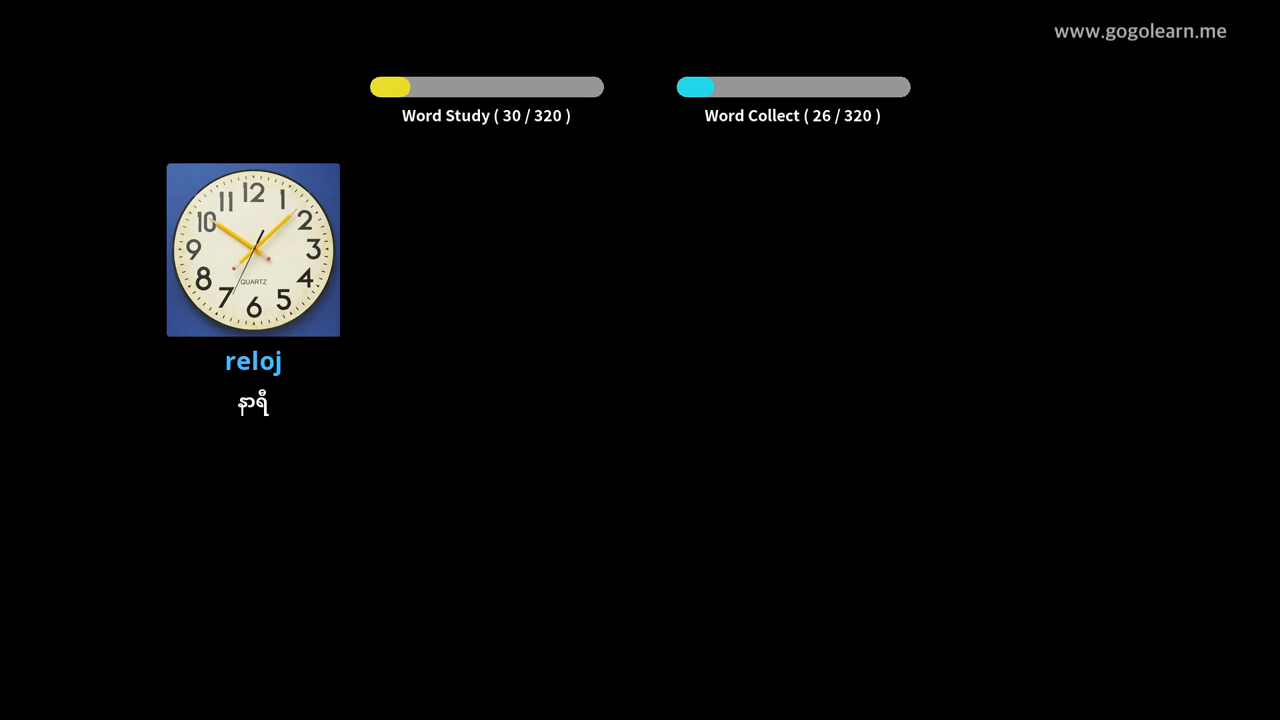 www.gogolearn.me
Word Study ( 30 / 320 )
Word Collect ( 26 / 320 )
12
11
1
10
2
9
3
8
4
7
5
6
QUARTZ
reloj
နာရီ